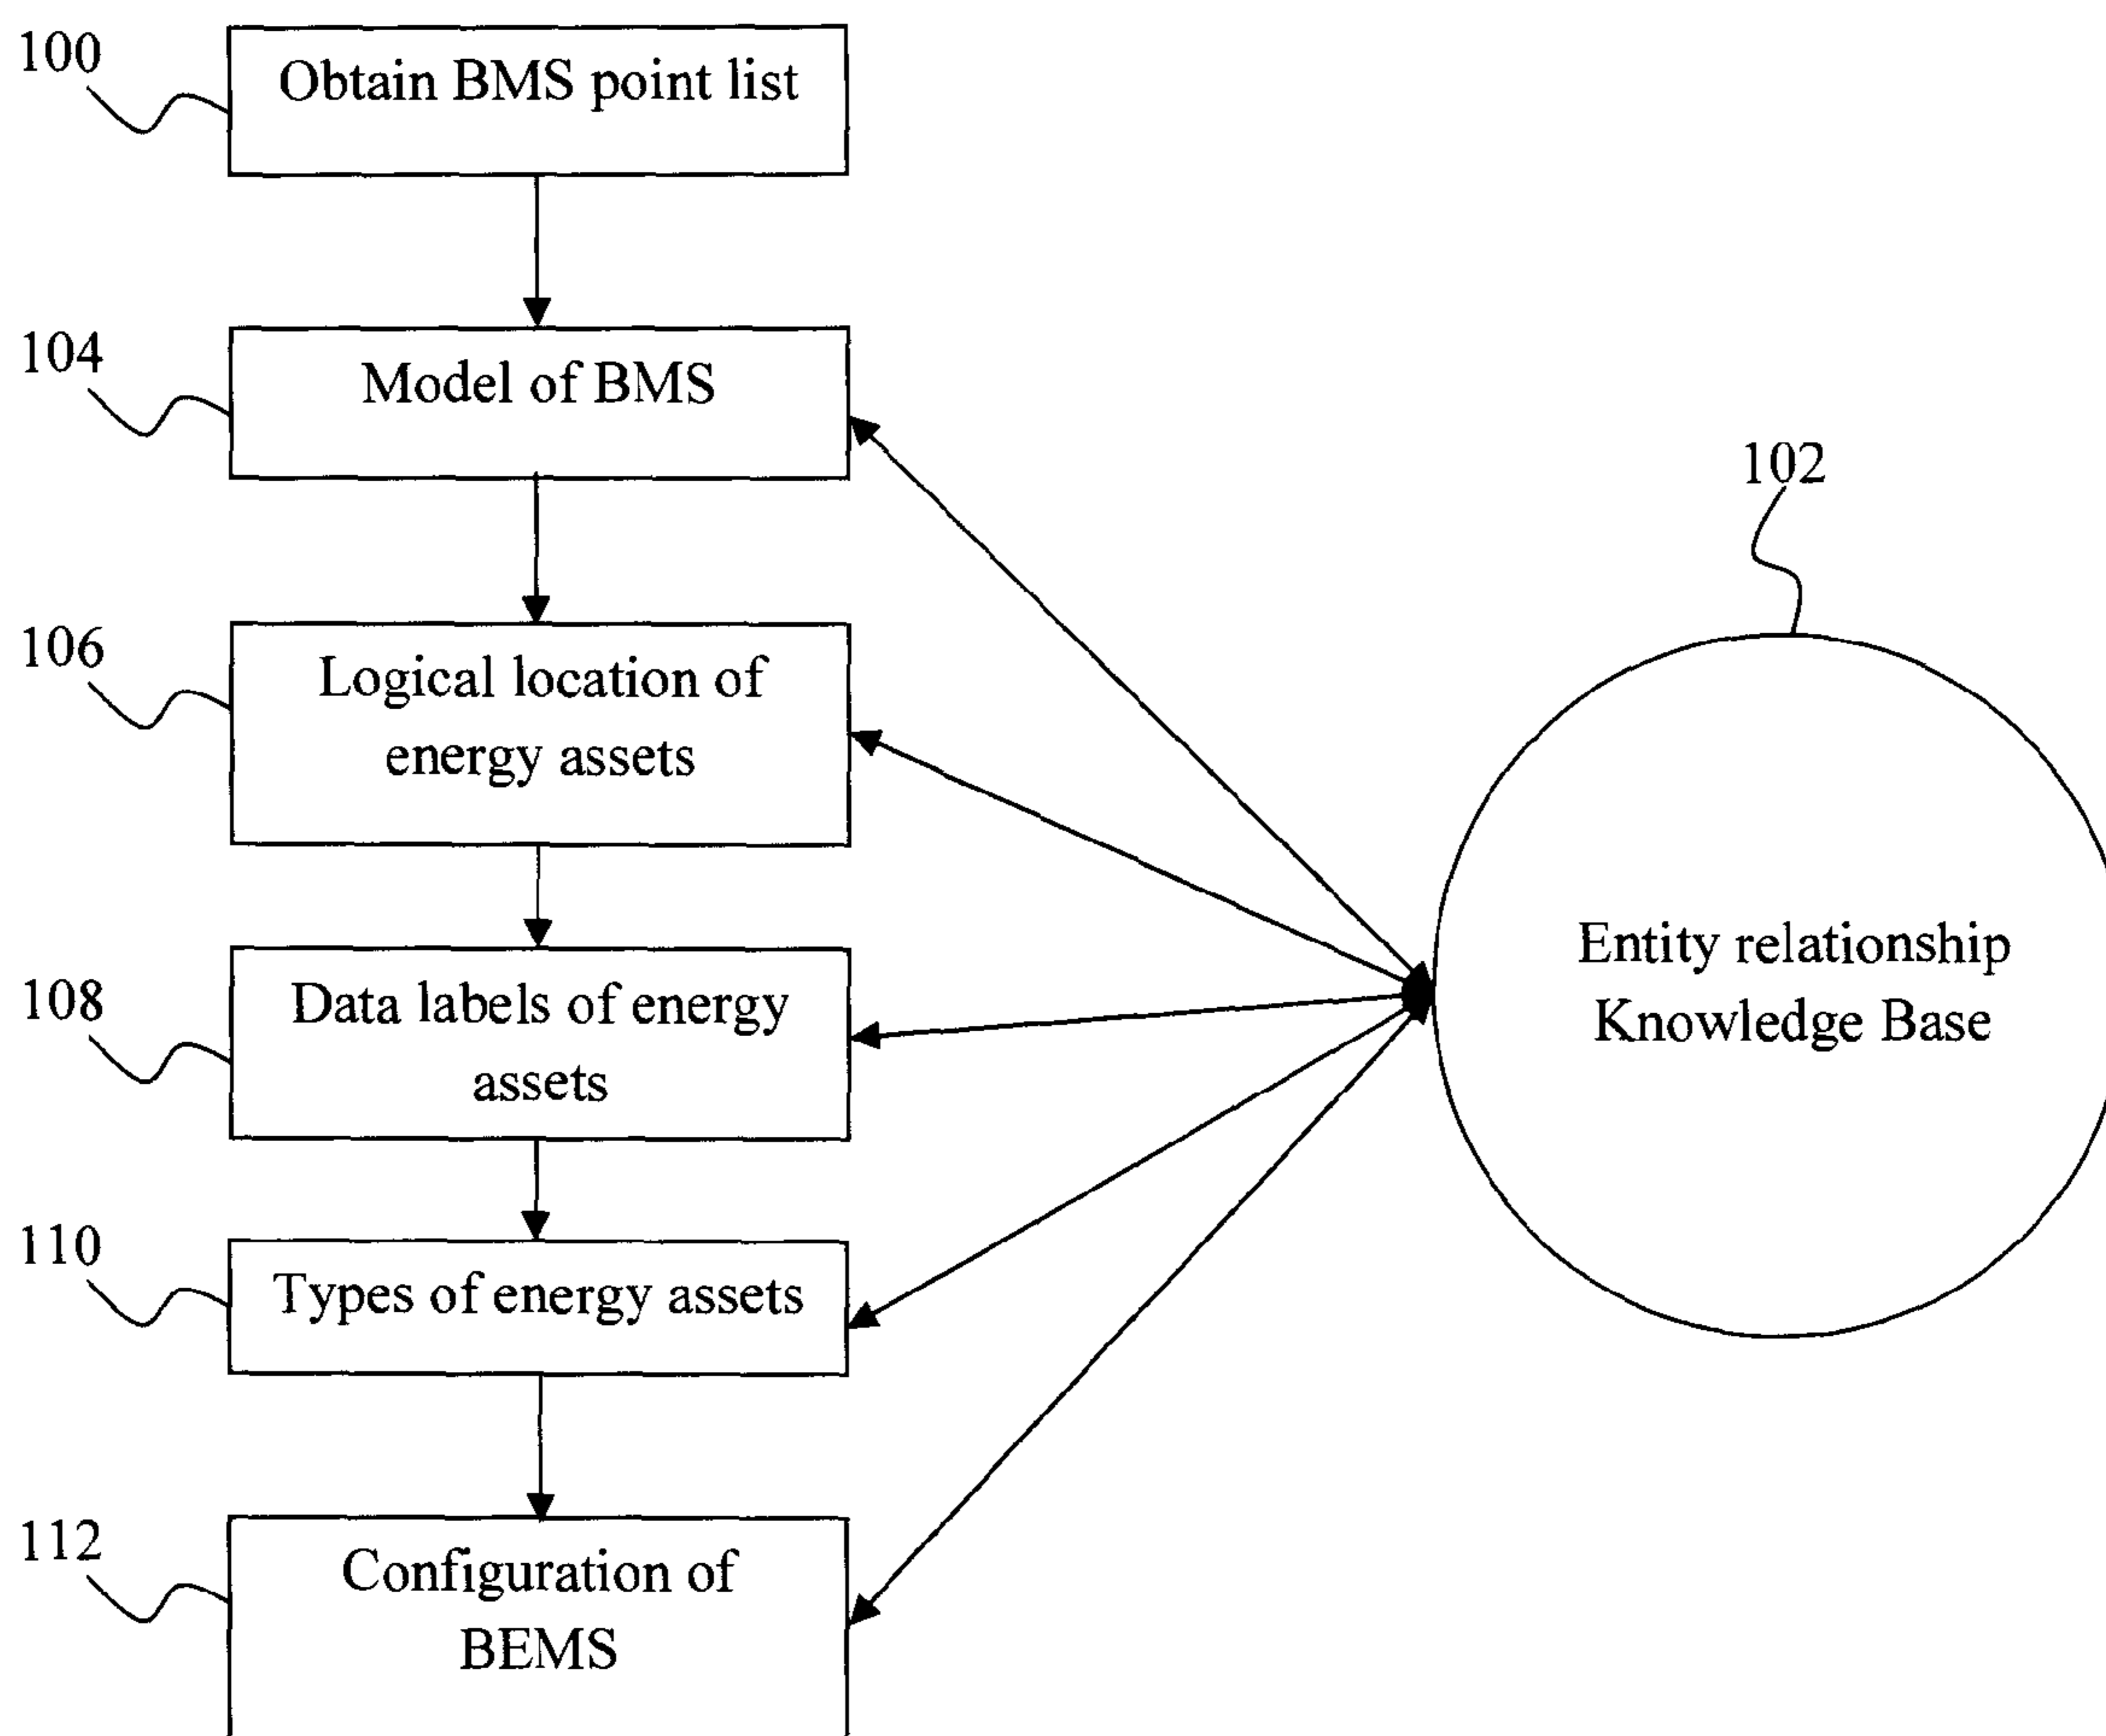 100
Obtain BMS point list
104
Model of BMS
102
106
Logical location of
energy assets
Entity relationship
Knowledge Base
108
Data labels of energy
assets
110
Types of energy assets
112
Configuration of
BEMS